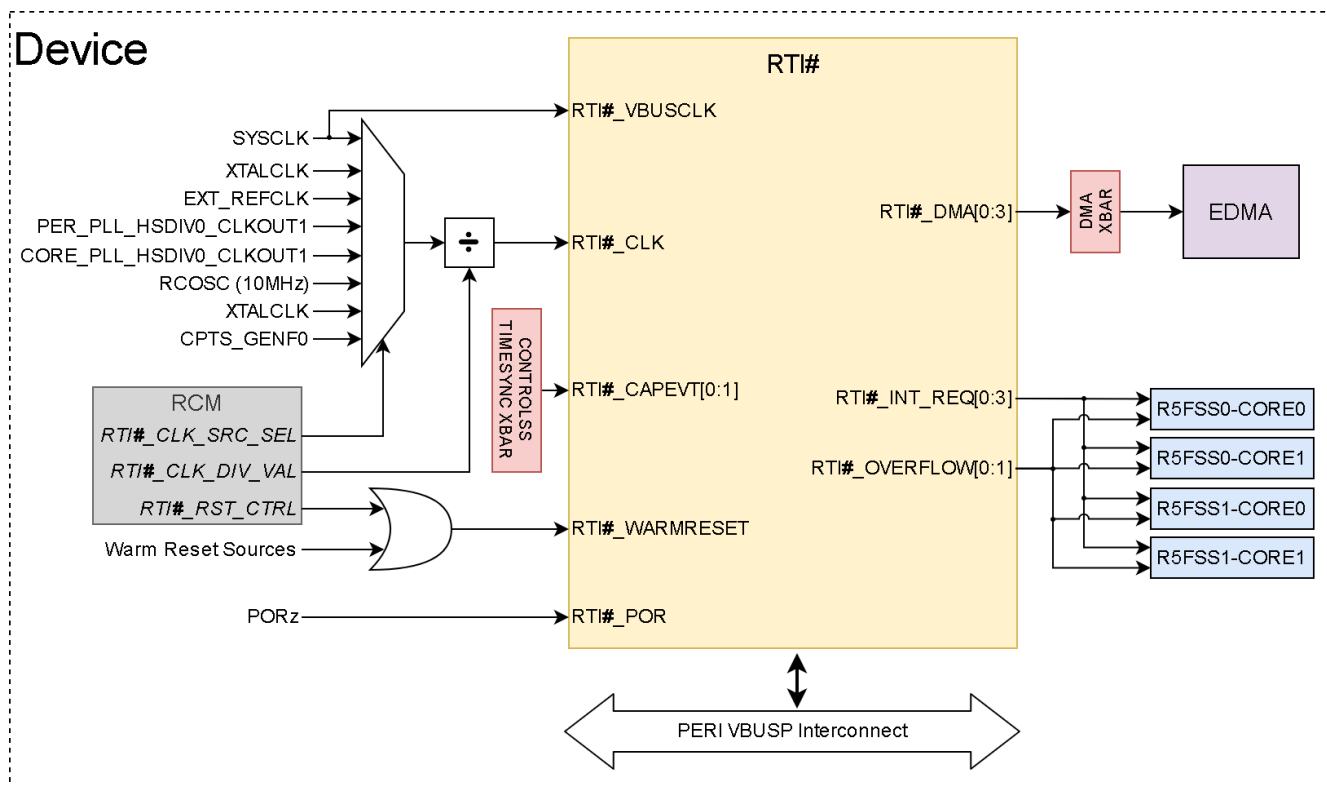 Device
RTI#
SYSCLK
XTALCLK
EXT_REFCLK
PER_PLL_HSDIV0_CLKOUT1
CORE_PLL_HSDIV0_CLKOUT1
RCOSC (10MHz)
XTALCLK
CPTS_GENF0
÷
RCM
RTI#_CLK_SRC_SEL
RTI#_CLK_DIV_VAL
RTI#_RST_CTRL
Warm Reset Sources
PORz
CONTROLSS
TIMESYNC XBAR
RTI#_VBUSCLK
RTI#_CLK
RTI#_CAPEVT[0:1]
RTI#_WARMRESET
RTI#_POR
RTI#_DMA[0:3]
RTI#_INT_REQ[0:3]
RTI#_OVERFLOW[0:1]
DMA
XBAR
EDMA
R5FSS0-CORE0
R5FSS0-CORE1
R5FSS1-CORE0
R5FSS1-CORE1
PERI VBUSP Interconnect